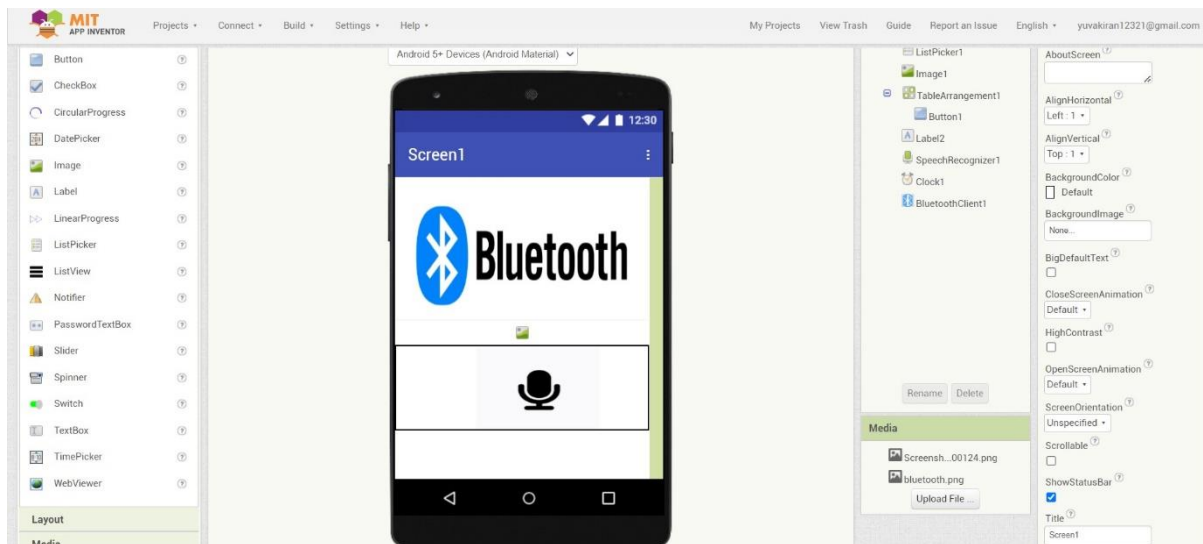 MIT
APP INVENTOR
Projects
Connect
Build
Settings
Help
My Projects
View Trash
Guide
Report an Issue
English
yuvakiran12321@gmail.com
Button
CheckBox
CircularProgress
DatePicker
Image
Label
LinearProgress
ListPicker
ListView
Notifier
PasswordTextBox
Slider
Spinner
Switch
TextBox
TimePicker
WebViewer
Layout
Media
Android 5+ Devices (Android Material)
12:30
Screen1
Bluetooth
ListPicker1
Image1
TableArrangement1
Button1
Label2
SpeechRecognizer1
Clock1
BluetoothClient1
Rename Delete
Media
Screensh...00124.png
bluetooth.png
Upload File ...
AboutScreen
AlignHorizontal
Left : 1
AlignVertical
Top : 1
BackgroundColor
Default
BackgroundImage
None...
BigDefaultText
CloseScreenAnimation
Default
HighContrast
OpenScreenAnimation
Default
ScreenOrientation
Unspecified
Scrollable
ShowStatusBar
Title
Screen1